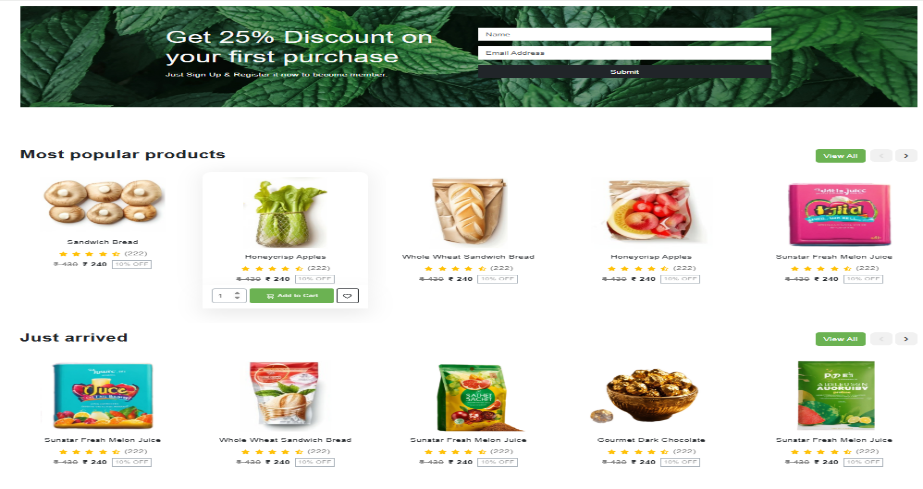 Get 25% Discount on
your first purchase
Just Sign Up & Register it now to become member.
Name
Email Address
Submit
Most popular products
View All
Sandwich Bread
(222)
₹ 430 ₹ 240 10% OFF
Honeycrisp Apples
(222)
₹ 430 ₹ 240 10% OFF
1 Add to Cart
Whole Wheat Sandwich Bread
(222)
₹ 430 ₹ 240 10% OFF
Honeycrisp Apples
(222)
₹ 430 ₹ 240 10% OFF
Sunstar Fresh Melon Juice
(222)
₹ 430 ₹ 240 10% OFF
Just arrived
View All
Juce
Sunstar Fresh Melon Juice
(222)
₹ 430 ₹ 240 10% OFF
Whole Wheat Sandwich Bread
(222)
₹ 430 ₹ 240 10% OFF
Sunstar Fresh Melon Juice
(222)
₹ 430 ₹ 240 10% OFF
Gourmet Dark Chocolate
(222)
₹ 430 ₹ 240 10% OFF
Sunstar Fresh Melon Juice
(222)
₹ 430 ₹ 240 10% OFF